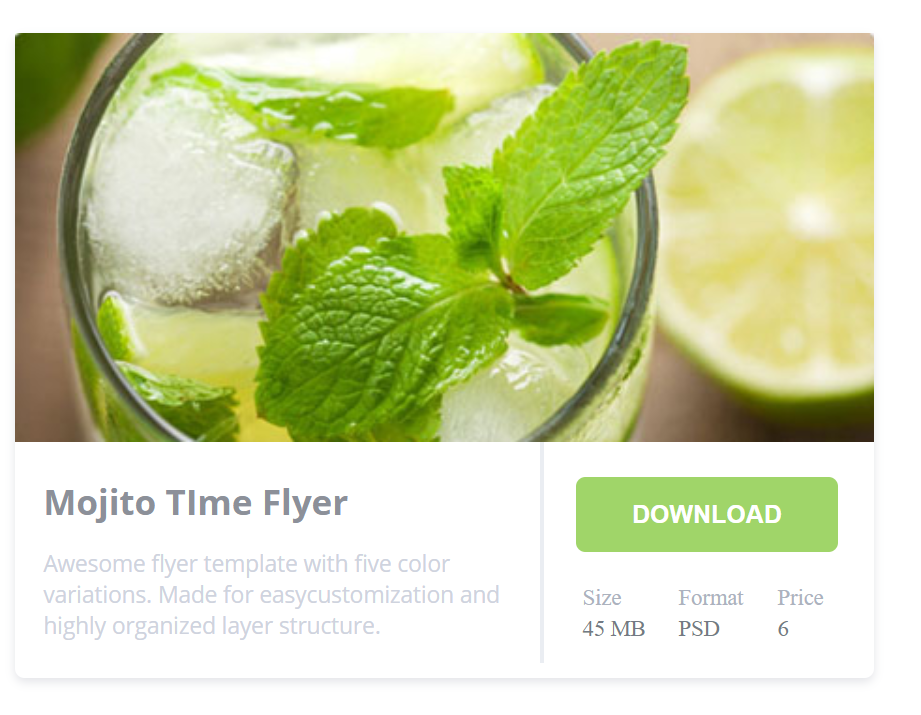 Mojito TIme Flyer
Awesome flyer template with five color
variations. Made for easycustomization and
highly organized layer structure.
DOWNLOAD
Size Format Price
45 MB PSD 6